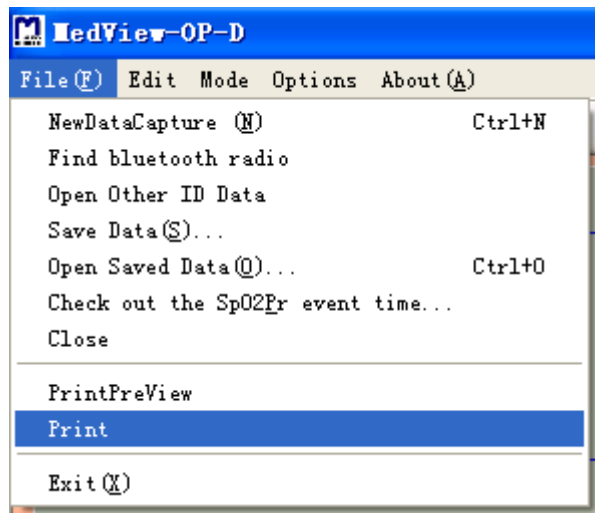 MedView-OP-D
File(F) Edit Mode Options About(A)
NewDataCapture (N) Ctrl+N
Find bluetooth radio
Open Other ID Data
Save Data(S)...
Open Saved Data(O)... Ctrl+O
Check out the SpO2Pr event time...
Close
PrintPreView
Print
Exit(X)